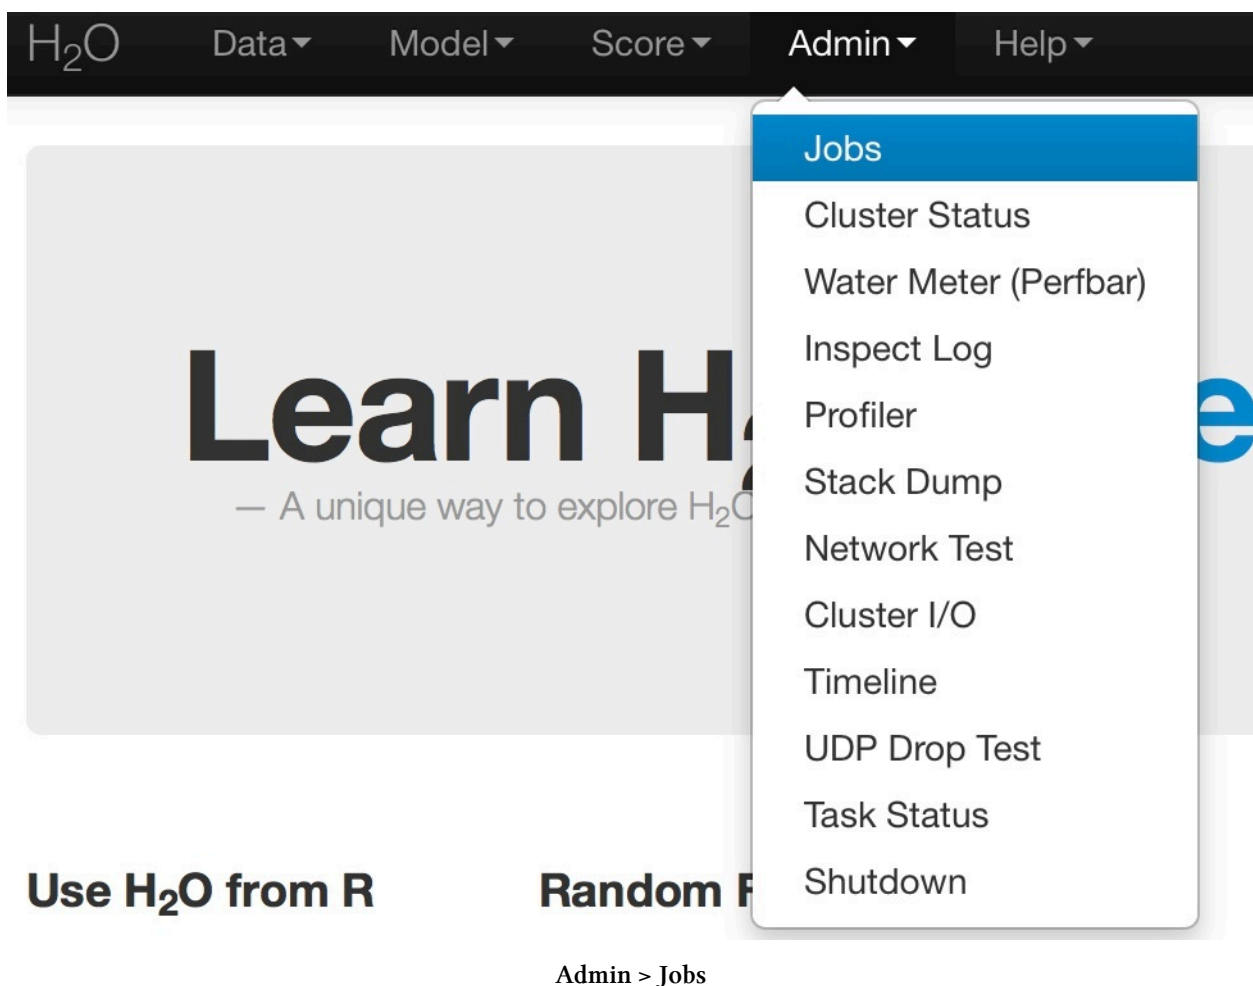 H₂O Data Model Score Admin Help
Jobs
Cluster Status
Water Meter (Perfbar)
Inspect Log
Profiler
Stack Dump
Network Test
Cluster I/O
Timeline
UDP Drop Test
Task Status
Shutdown
Learn H₂ e
— A unique way to explore H₂O
Use H₂O from R
Random F
Admin > Jobs